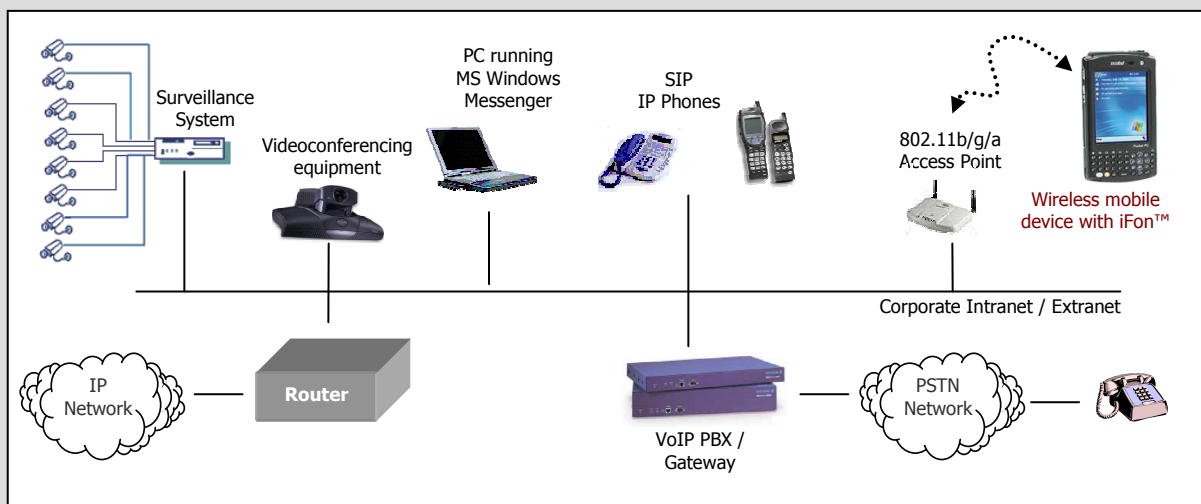 Surveillance
System
Videoconferencing
equipment
PC running
MS Windows
Messenger
SIP
IP Phones
802.11b/g/a
Access Point
Wireless mobile
device with iFon™
Corporate Intranet / Extranet
IP
Network
Router
VoIP PBX /
Gateway
PSTN
Network